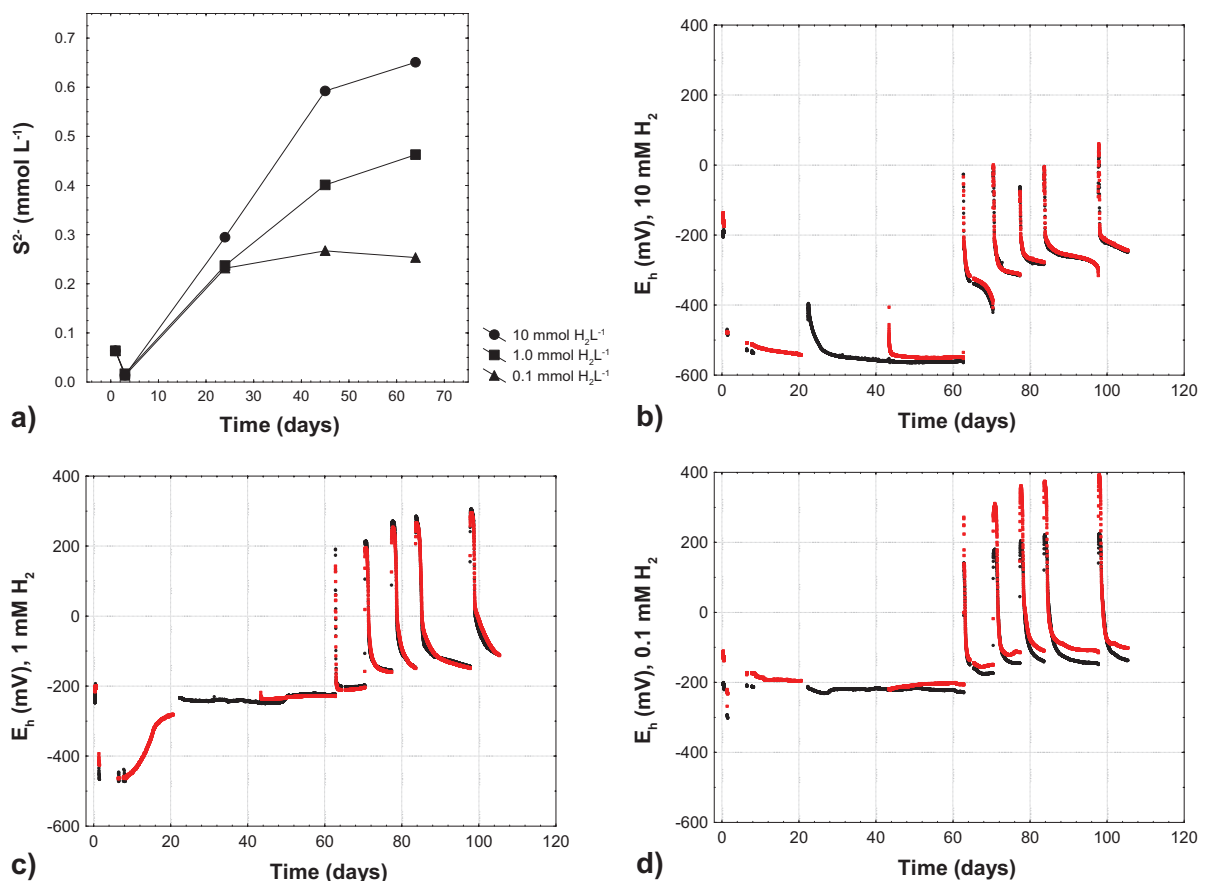 0.7
0.6
0.5
0.4
0.3
0.2
0.1
0.0
S²⁻ (mmol L⁻¹)
0 10 20 30 40 50 60 70
Time (days)
10 mmol H₂L⁻¹
1.0 mmol H₂L⁻¹
0.1 mmol H₂L⁻¹
a)
400
200
0
-200
-400
-600
Eₕ (mV), 10 mM H₂
0 20 40 60 80 100 120
Time (days)
b)
400
200
0
-200
-400
-600
Eₕ (mV), 1 mM H₂
0 20 40 60 80 100 120
Time (days)
c)
400
200
0
-200
-400
-600
Eₕ (mV), 0.1 mM H₂
0 20 40 60 80 100 120
Time (days)
d)